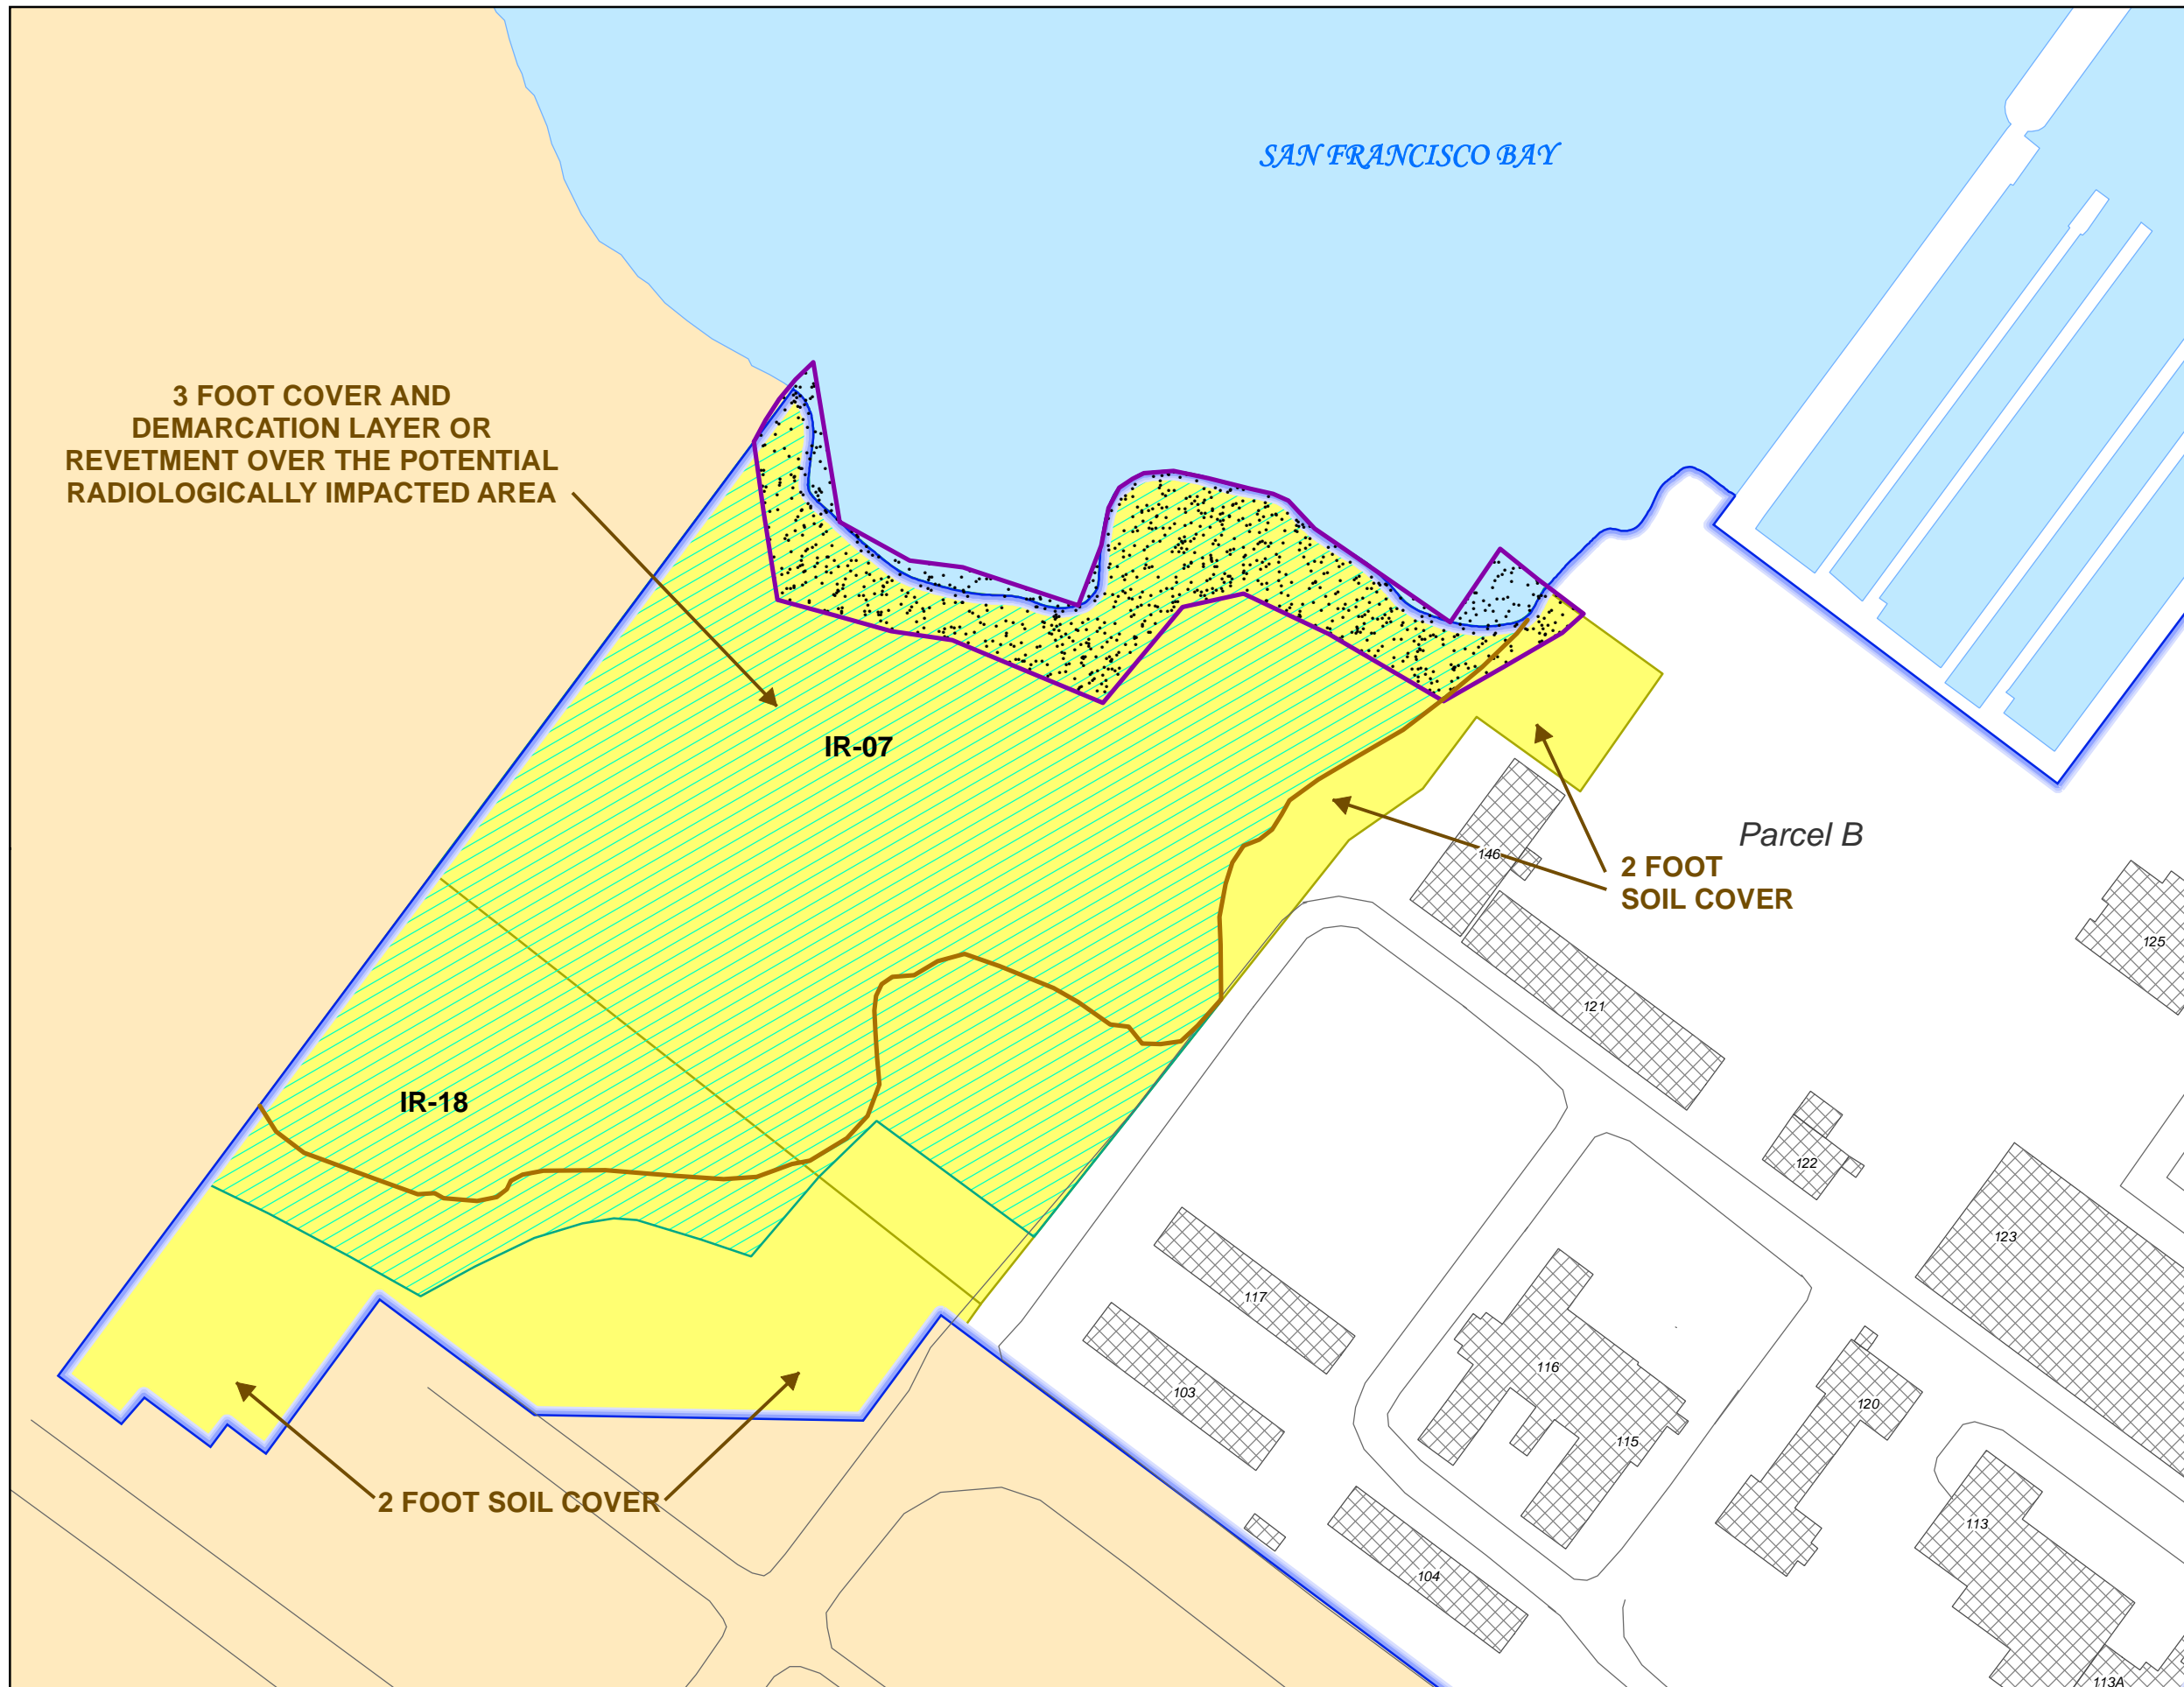 SAN FRANCISCO BAY
3 FOOT COVER AND
DEMARCATION LAYER OR
REVETMENT OVER THE POTENTIAL
RADIOLOGICALLY IMPACTED AREA
IR-07
Parcel B
146
2 FOOT
SOIL COVER
125
121
IR-18
122
123
117
116
103
120
115
2 FOOT SOIL COVER
113
104
113A